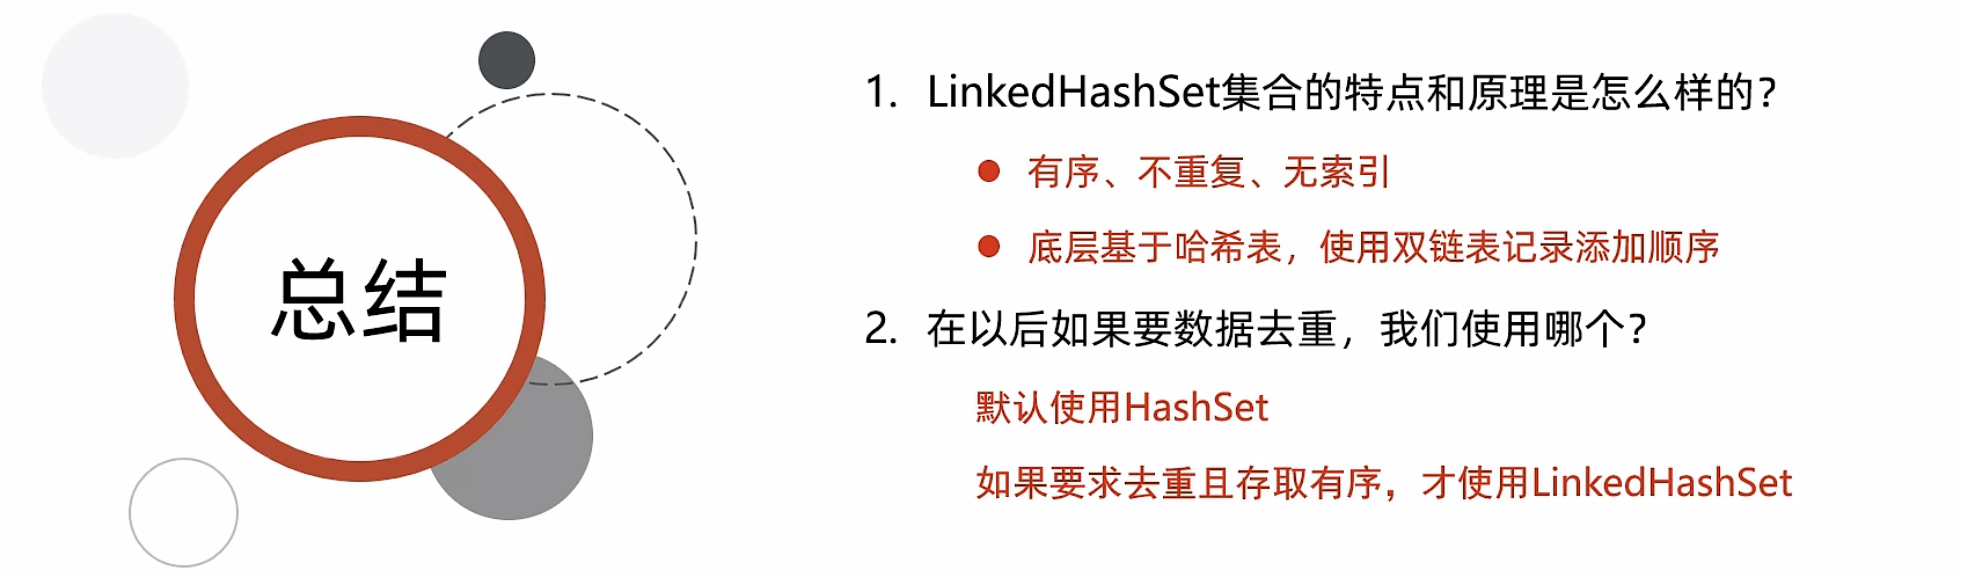 总结
1. LinkedHashSet集合的特点和原理是怎么样的？
● 有序、不重复、无索引
● 底层基于哈希表，使用双链表记录添加顺序
2. 在以后如果要数据去重，我们使用哪个？
默认使用HashSet
如果要求去重且存取有序，才使用LinkedHashSet